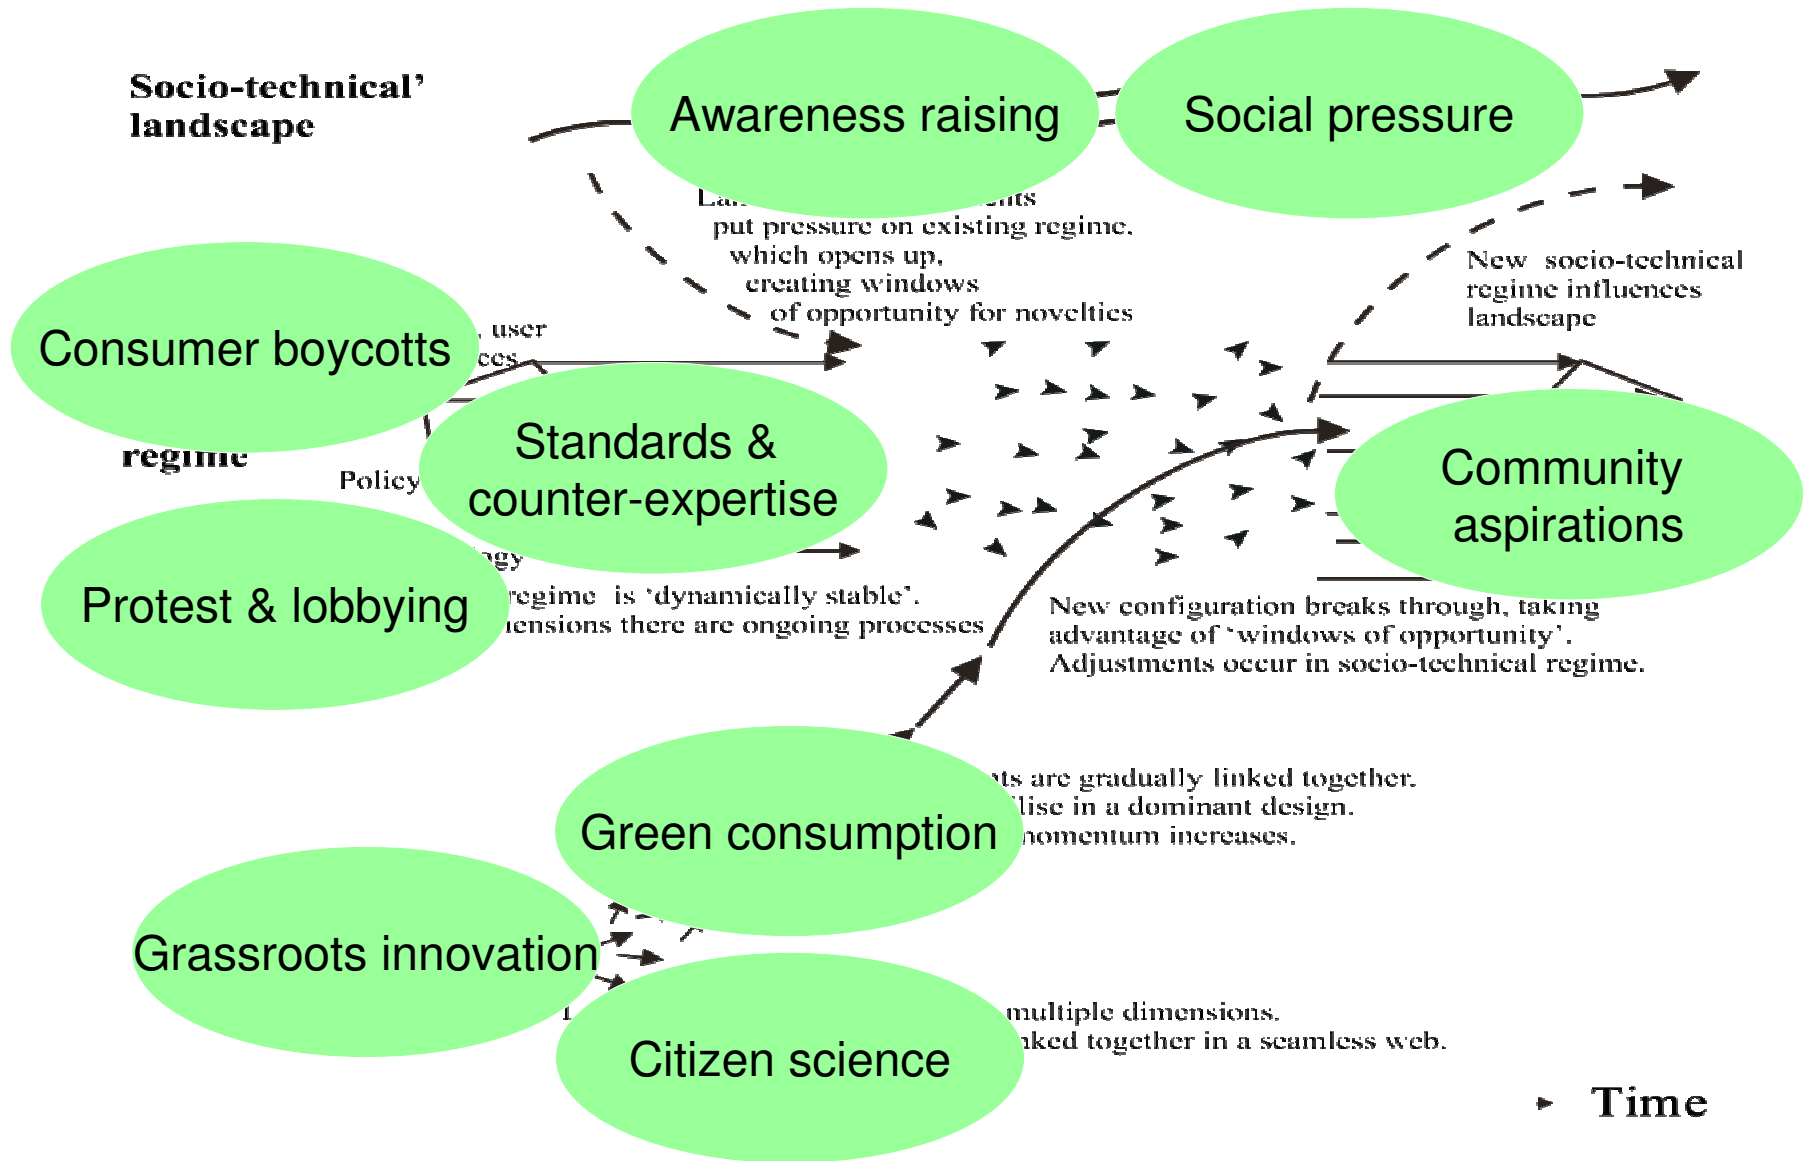 Socio-technical’
landscape
Awareness raising
Social pressure
put pressure on existing regime,
which opens up,
creating windows
of opportunity for novelties
New socio-technical
regime influences
landscape
Consumer boycotts
, user
regime
Policy
Standards &
counter-expertise
Community
aspirations
Protest & lobbying
regime is ‘dynamically stable’.
there are ongoing processes
New configuration breaks through, taking
advantage of ‘windows of opportunity’.
Adjustments occur in socio-technical regime.
Green consumption
are gradually linked together.
in a dominant design.
momentum increases.
Grassroots innovation
Citizen science
multiple dimensions.
together in a seamless web.
Time